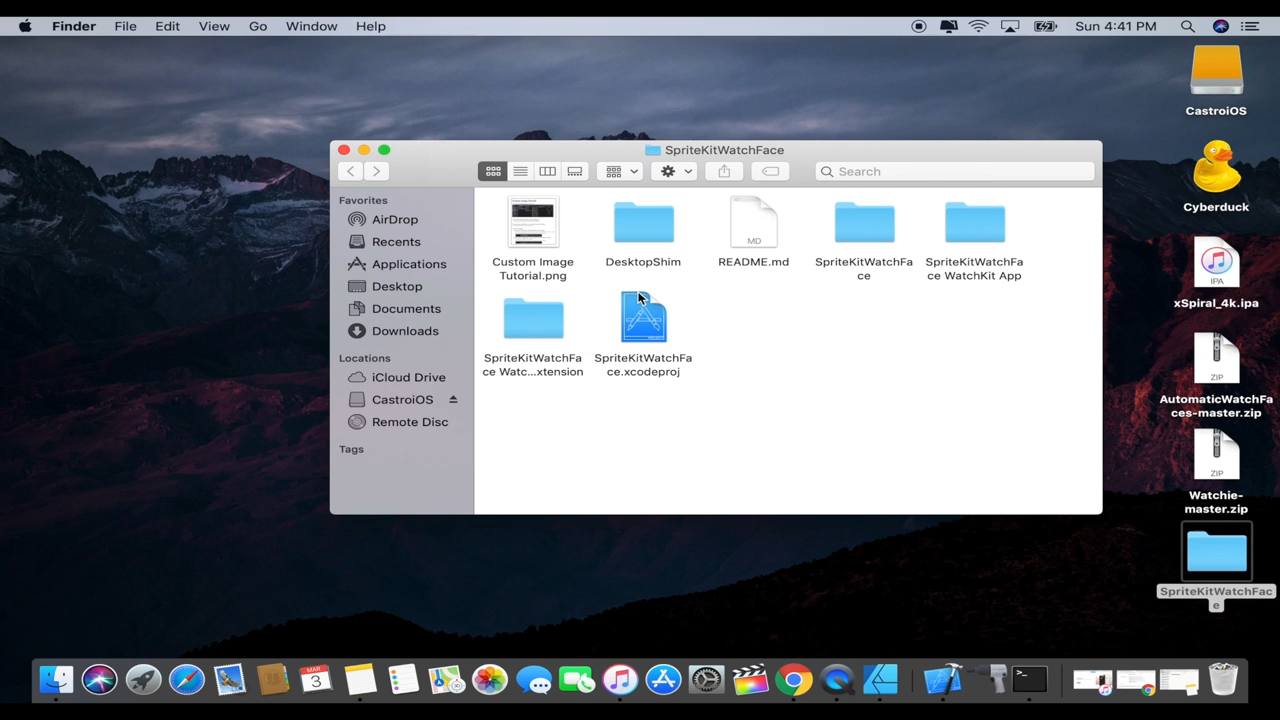 Finder File Edit View Go Window Help
Sun 4:41 PM
CastroiOS
Cyberduck
IPA
xSpiral_4k.ipa
ZIP
AutomaticWatchFa
ces-master.zip
ZIP
Watchie-
master.zip
SpriteKitWatchFac
e
SpriteKitWatchFace
Search
Favorites
AirDrop
Recents
Applications
Desktop
Documents
Downloads
Locations
iCloud Drive
CastroiOS
Remote Disc
Tags
Custom Image
Tutorial.png
DesktopShim
MD
README.md
SpriteKitWatchFa
ce
SpriteKitWatchFa
ce WatchKit App
SpriteKitWatchFa
ce Watc...xtension
SpriteKitWatchFa
ce.xcodeproj
MAR
3